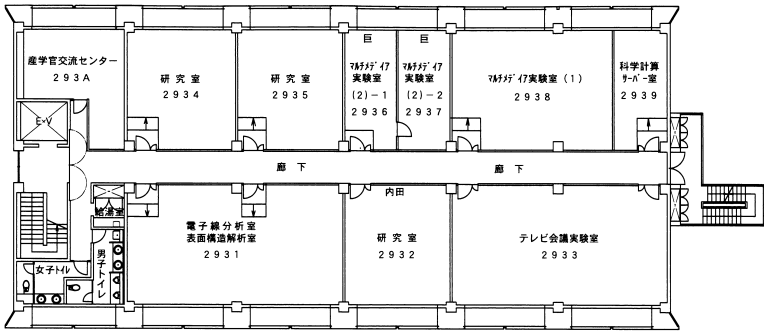 産学官交流センター
293A
研究室
2934
研究室
2935
巨
ﾏﾙﾁﾒﾃﾞｨｱ
実験室
(2)-1
2936
巨
ﾏﾙﾁﾒﾃﾞｨｱ
実験室
(2)-2
2937
ﾏﾙﾁﾒﾃﾞｨｱ実験室(1)
2938
科学計算
ｻｰﾊﾞｰ室
2939
E×V
廊下
廊下
給湯室
内田
電子線分析室
表面構造解析室
2931
研究室
2932
テレビ会議実験室
2933
男子トイレ
女子ﾄｲﾚ